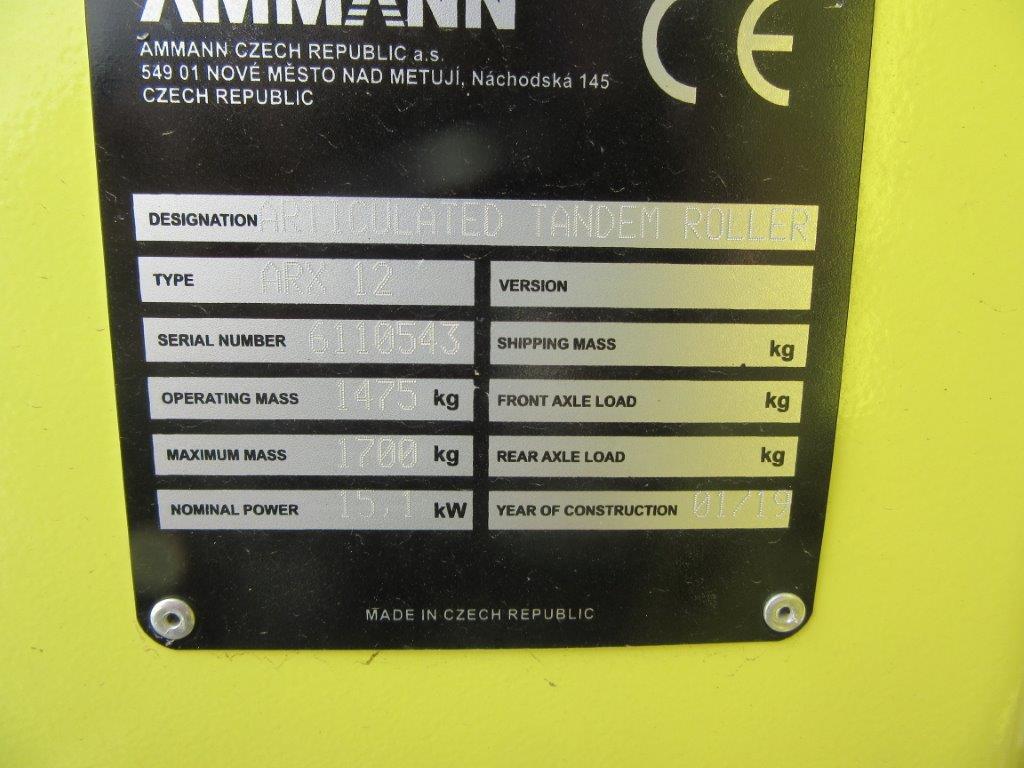 AMMANN
AMMANN CZECH REPUBLIC a.s.
549 01 NOVÉ MĚSTO NAD METUJÍ, Náchodská 145
CZECH REPUBLIC
CE
DESIGNATION ARTICULATED TANDEM ROLLER
TYPE ARX 12 VERSION
SERIAL NUMBER 6110543 SHIPPING MASS kg
OPERATING MASS 1475 kg FRONT AXLE LOAD kg
MAXIMUM MASS 1700 kg REAR AXLE LOAD kg
NOMINAL POWER 15,1 kW YEAR OF CONSTRUCTION 01/19
MADE IN CZECH REPUBLIC